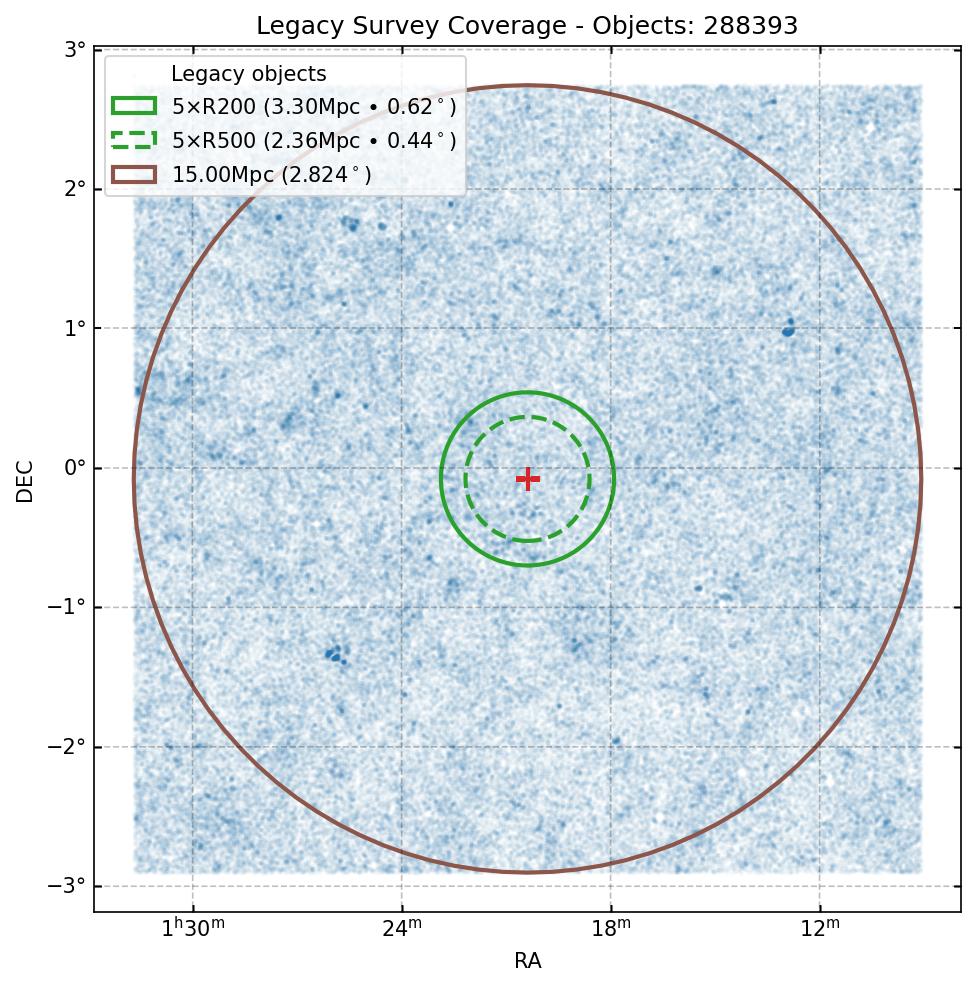 Legacy Survey Coverage - Objects: 288393
Legacy objects
5×R200 (3.30Mpc • 0.62°)
5×R500 (2.36Mpc • 0.44°)
15.00Mpc (2.824°)
3°
2°
1°
0°
−1°
−2°
−3°
DEC
1ʰ30ᵐ
24ᵐ
18ᵐ
12ᵐ
RA